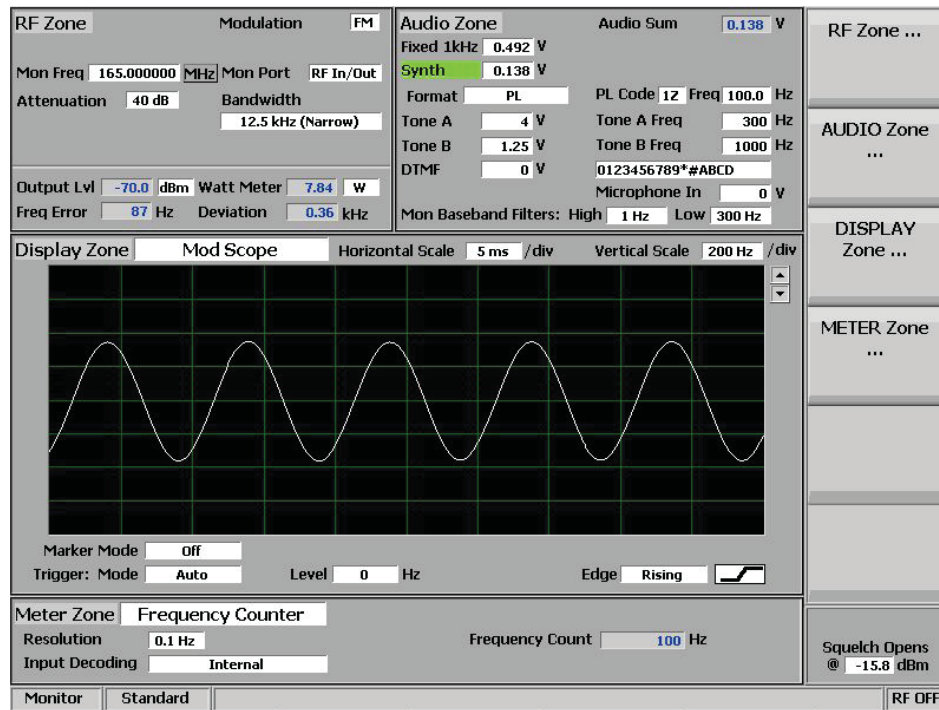 RF Zone Modulation FM
Mon Freq 165.000000 MHz Mon Port RF In/Out
Attenuation 40 dB Bandwidth
12.5 kHz (Narrow)
Output Lvl -70.0 dBm Watt Meter 7.84 W
Freq Error 87 Hz Deviation 0.36 kHz
Audio Zone Audio Sum 0.138 V
Fixed 1kHz 0.492 V
Synth 0.138 V
Format PL PL Code 1Z Freq 100.0 Hz
Tone A 4 V Tone A Freq 300 Hz
Tone B 1.25 V Tone B Freq 1000 Hz
DTMF 0 V 0123456789*#ABCD
Microphone In 0 V
Mon Baseband Filters: High 1 Hz Low 300 Hz
Display Zone Mod Scope Horizontal Scale 5 ms /div Vertical Scale 200 Hz /div
Marker Mode Off
Trigger: Mode Auto Level 0 Hz Edge Rising
Meter Zone Frequency Counter
Resolution 0.1 Hz Frequency Count 100 Hz
Input Decoding Internal
Monitor Standard
RF Zone ...
AUDIO Zone
...
DISPLAY
Zone ...
METER Zone
...
Squelch Opens
@ -15.8 dBm
RF OFF